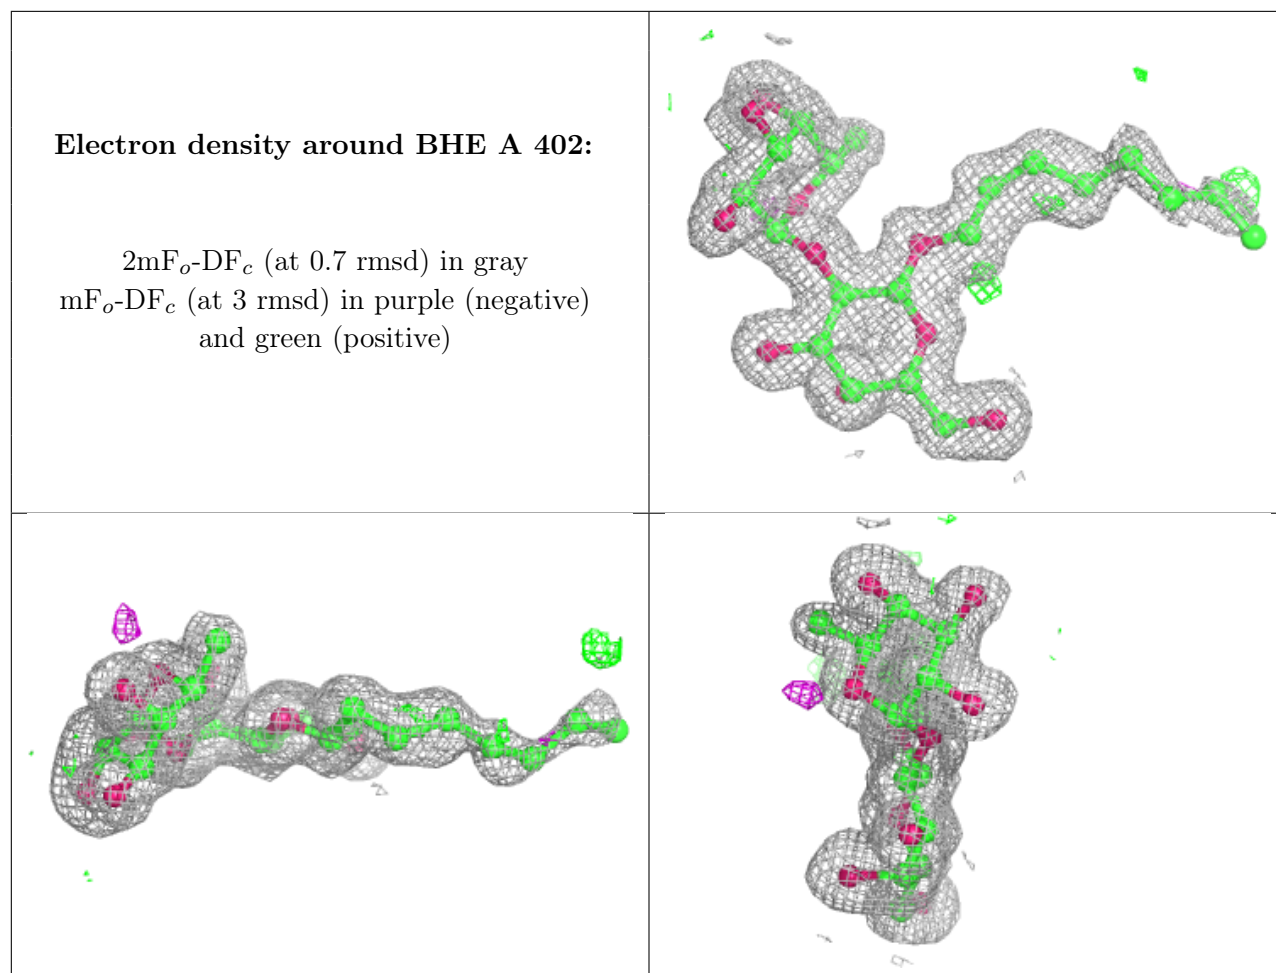 Electron density around BHE A 402:
2mFo-DFc (at 0.7 rmsd) in gray
mFo-DFc (at 3 rmsd) in purple (negative)
and green (positive)